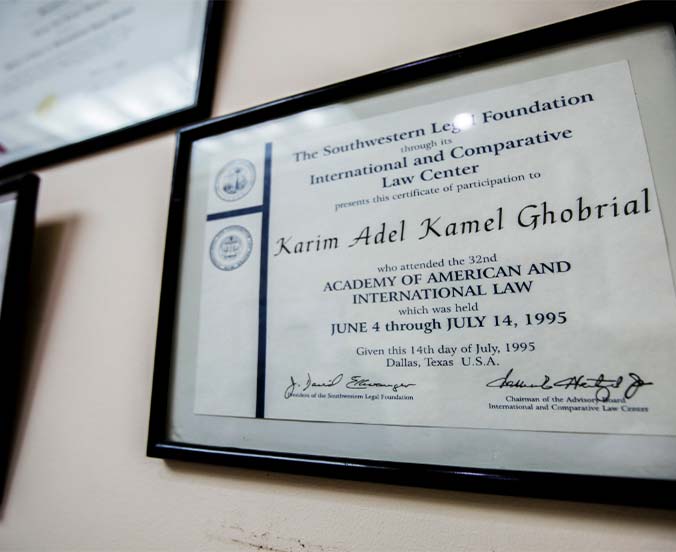 The Southwestern Legal Foundation
through its
International and Comparative
Law Center
presents this certificate of participation to
Karim Adel Kamel Ghobrial
who attended the 32nd
ACADEMY OF AMERICAN AND
INTERNATIONAL LAW
which was held
JUNE 4 through JULY 14, 1995
Given this 14th day of July, 1995
Dallas, Texas U.S.A.
President of the Southwestern Legal Foundation
Chairman of the Advisory Board
International and Comparative Law Center